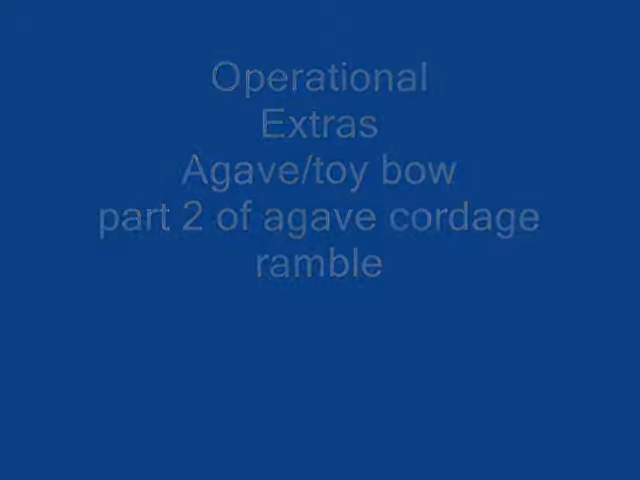 Operational
Extras
Agave/toy bow
part 2 of agave cordage
ramble